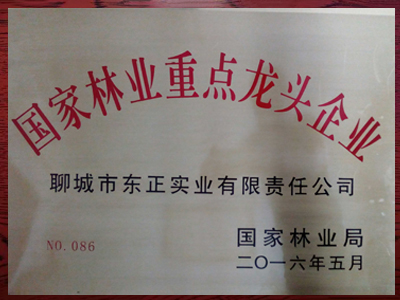 国家林业重点龙头企业
聊城市东正实业有限责任公司
NO.086
国家林业局
二〇一六年五月